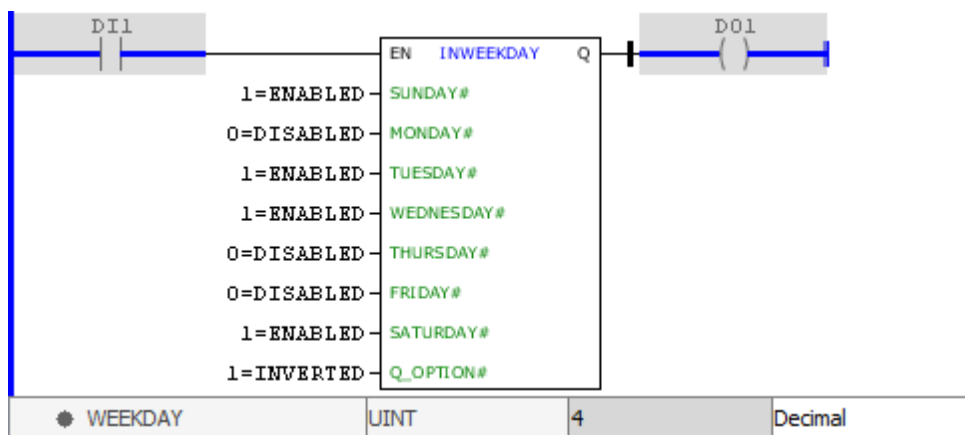 DI1 DO1
EN INWEEKDAY Q
1=ENABLED SUNDAY#
0=DISABLED MONDAY#
1=ENABLED TUESDAY#
1=ENABLED WEDNESDAY#
0=DISABLED THURSDAY#
0=DISABLED FRIDAY#
1=ENABLED SATURDAY#
1=INVERTED Q_OPTION#
WEEKDAY UINT 4 Decimal